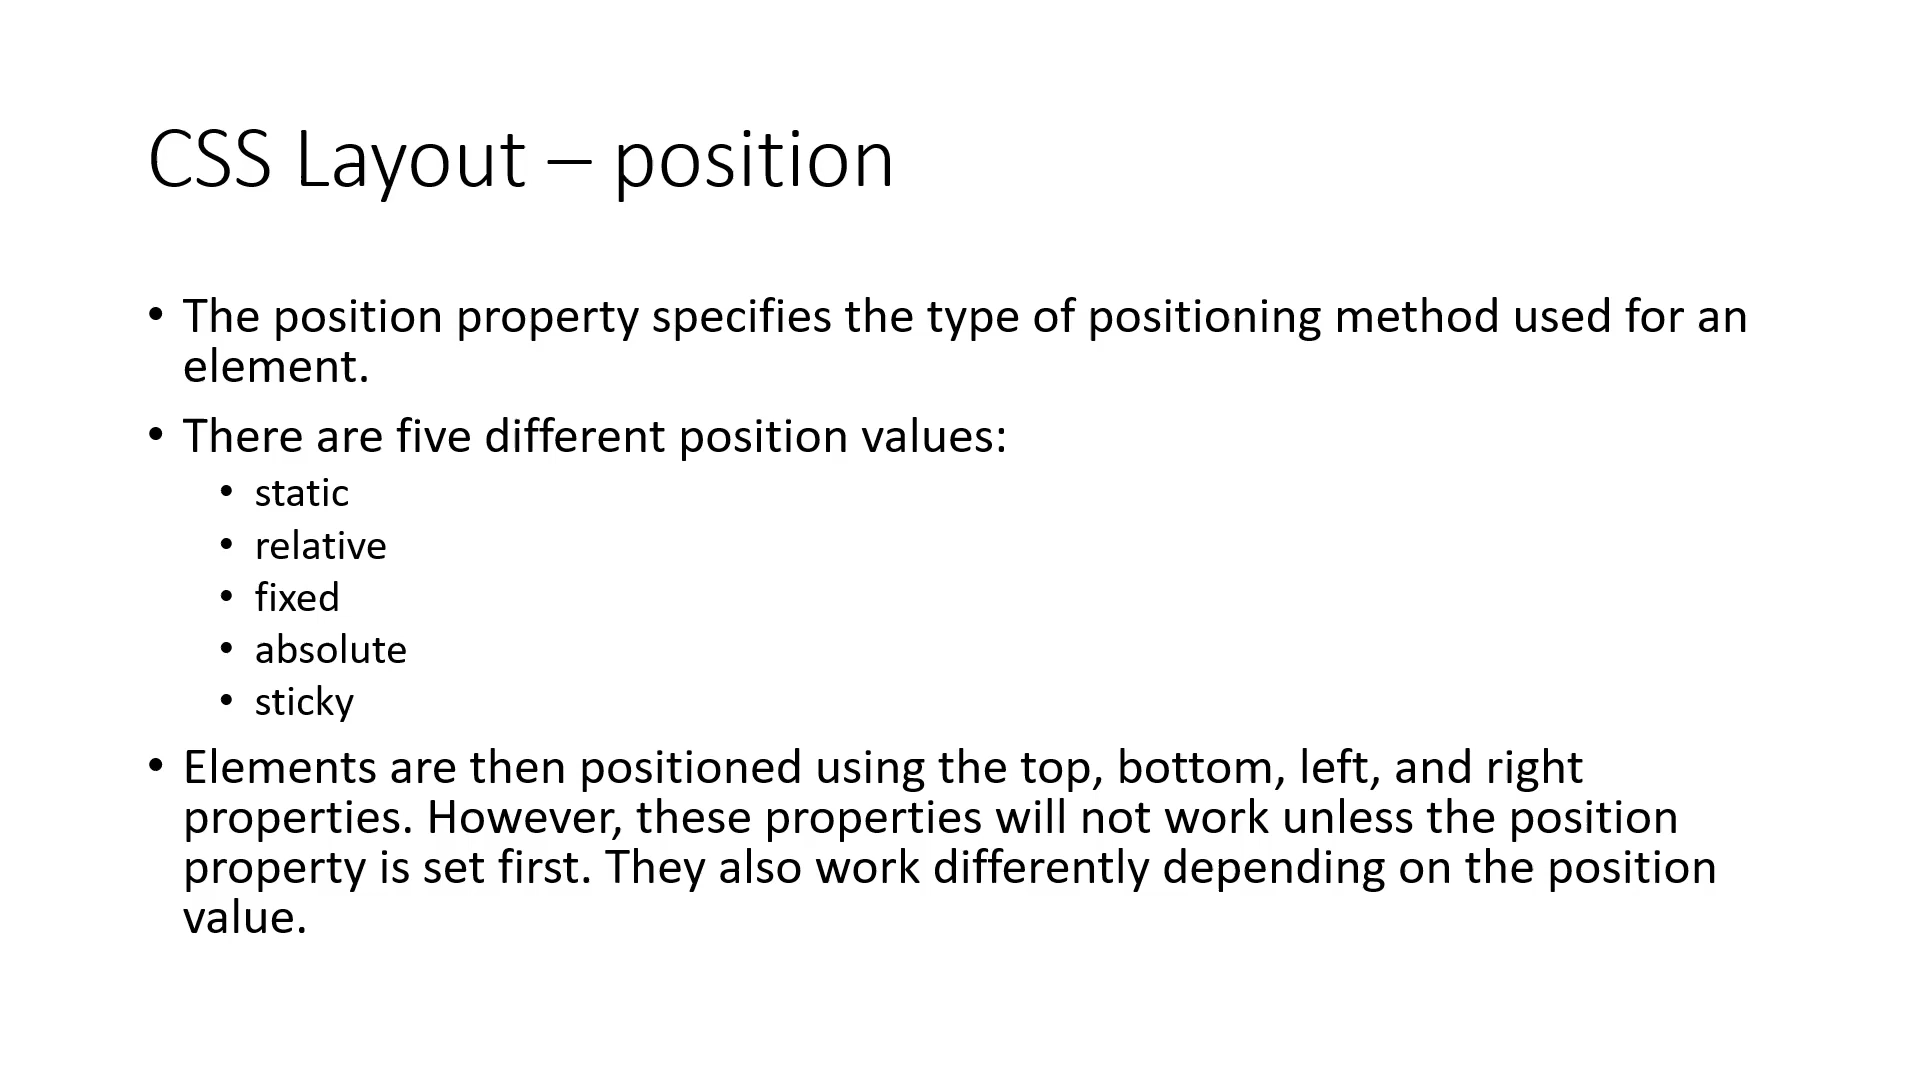 CSS Layout – position
• The position property specifies the type of positioning method used for an
element.
• There are five different position values:
• static
• relative
• fixed
• absolute
• sticky
• Elements are then positioned using the top, bottom, left, and right
properties. However, these properties will not work unless the position
property is set first. They also work differently depending on the position
value.